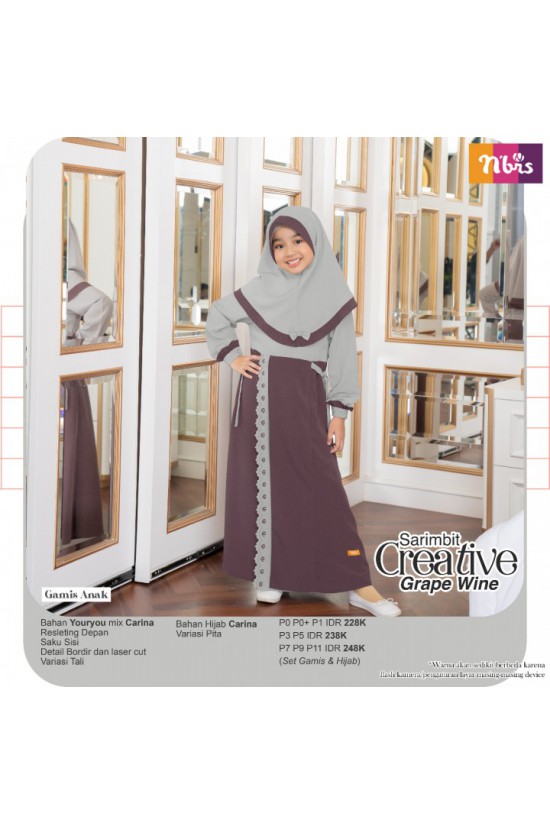 Nbrs
Sarimbit
Creative
Grape Wine
Gamis Anak
Bahan Youryou mix Carina
Resleting Depan
Saku Sisi
Detail Bordir dan laser cut
Variasi Tali
Bahan Hijab Carina
Variasi Pita
P0 P0+ P1 IDR 228K
P3 P5 IDR 238K
P7 P9 P11 IDR 248K
(Set Gamis & Hijab)
*Warna akan sedikit berbeda karena
flash/kamera/pengaturan layar masing-masing device